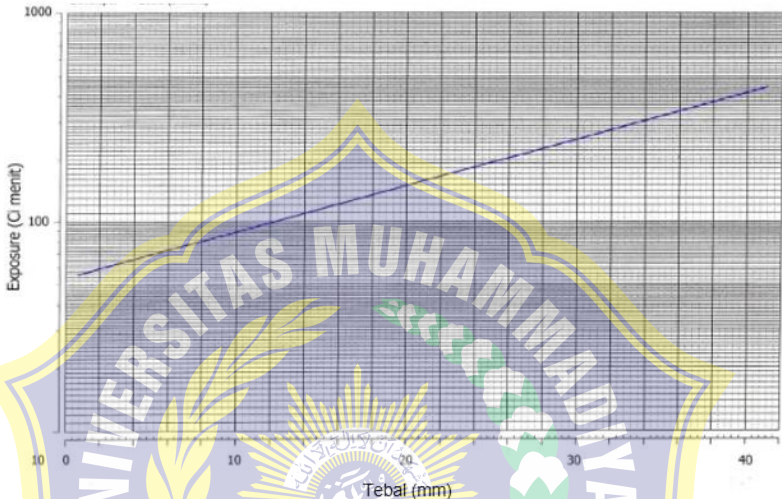 1000
100
10
Exposure (Ci menit)
0 10 20 30 40
Tebal (mm)
UNIVERSITAS MUHAMMADIYA